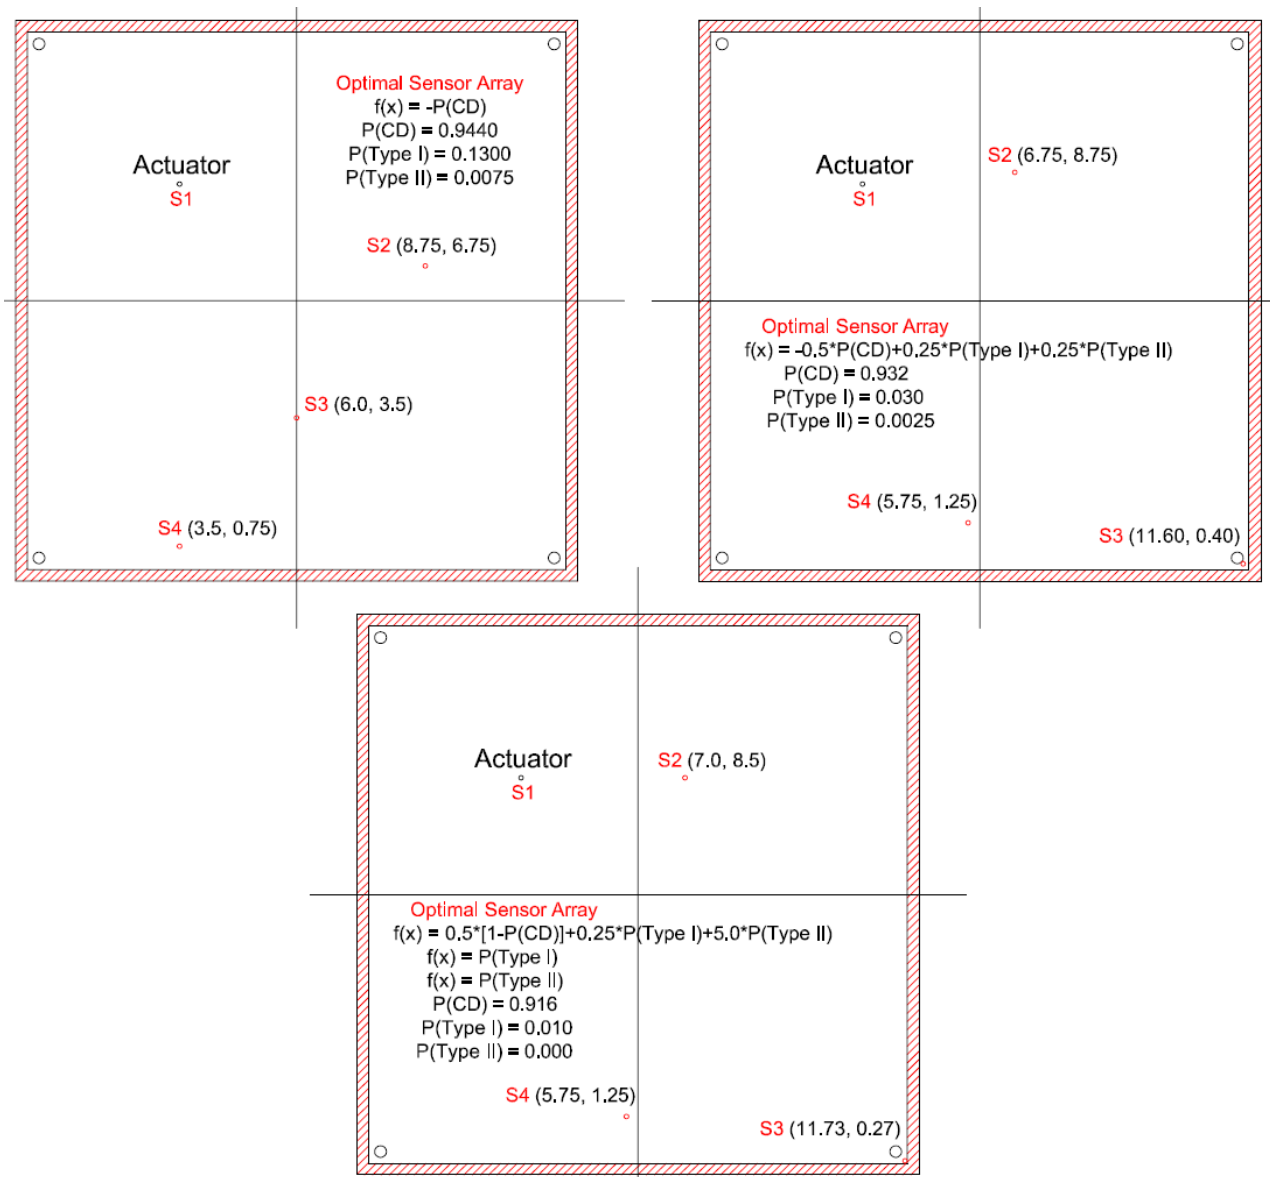 Optimal Sensor Array
f(x) = -P(CD)
P(CD) = 0.9440
P(Type I) = 0.1300
P(Type II) = 0.0075
Actuator
S1
S2 (8.75, 6.75)
S3 (6.0, 3.5)
S4 (3.5, 0.75)
S2 (6.75, 8.75)
Actuator
S1
Optimal Sensor Array
f(x) = -0.5*P(CD)+0.25*P(Type I)+0.25*P(Type II)
P(CD) = 0.932
P(Type I) = 0.030
P(Type II) = 0.0025
S4 (5.75, 1.25)
S3 (11.60, 0.40)
Actuator
S1
S2 (7.0, 8.5)
Optimal Sensor Array
f(x) = 0.5*[1-P(CD)]+0.25*P(Type I)+5.0*P(Type II)
f(x) = P(Type I)
f(x) = P(Type II)
P(CD) = 0.916
P(Type I) = 0.010
P(Type II) = 0.000
S4 (5.75, 1.25)
S3 (11.73, 0.27)